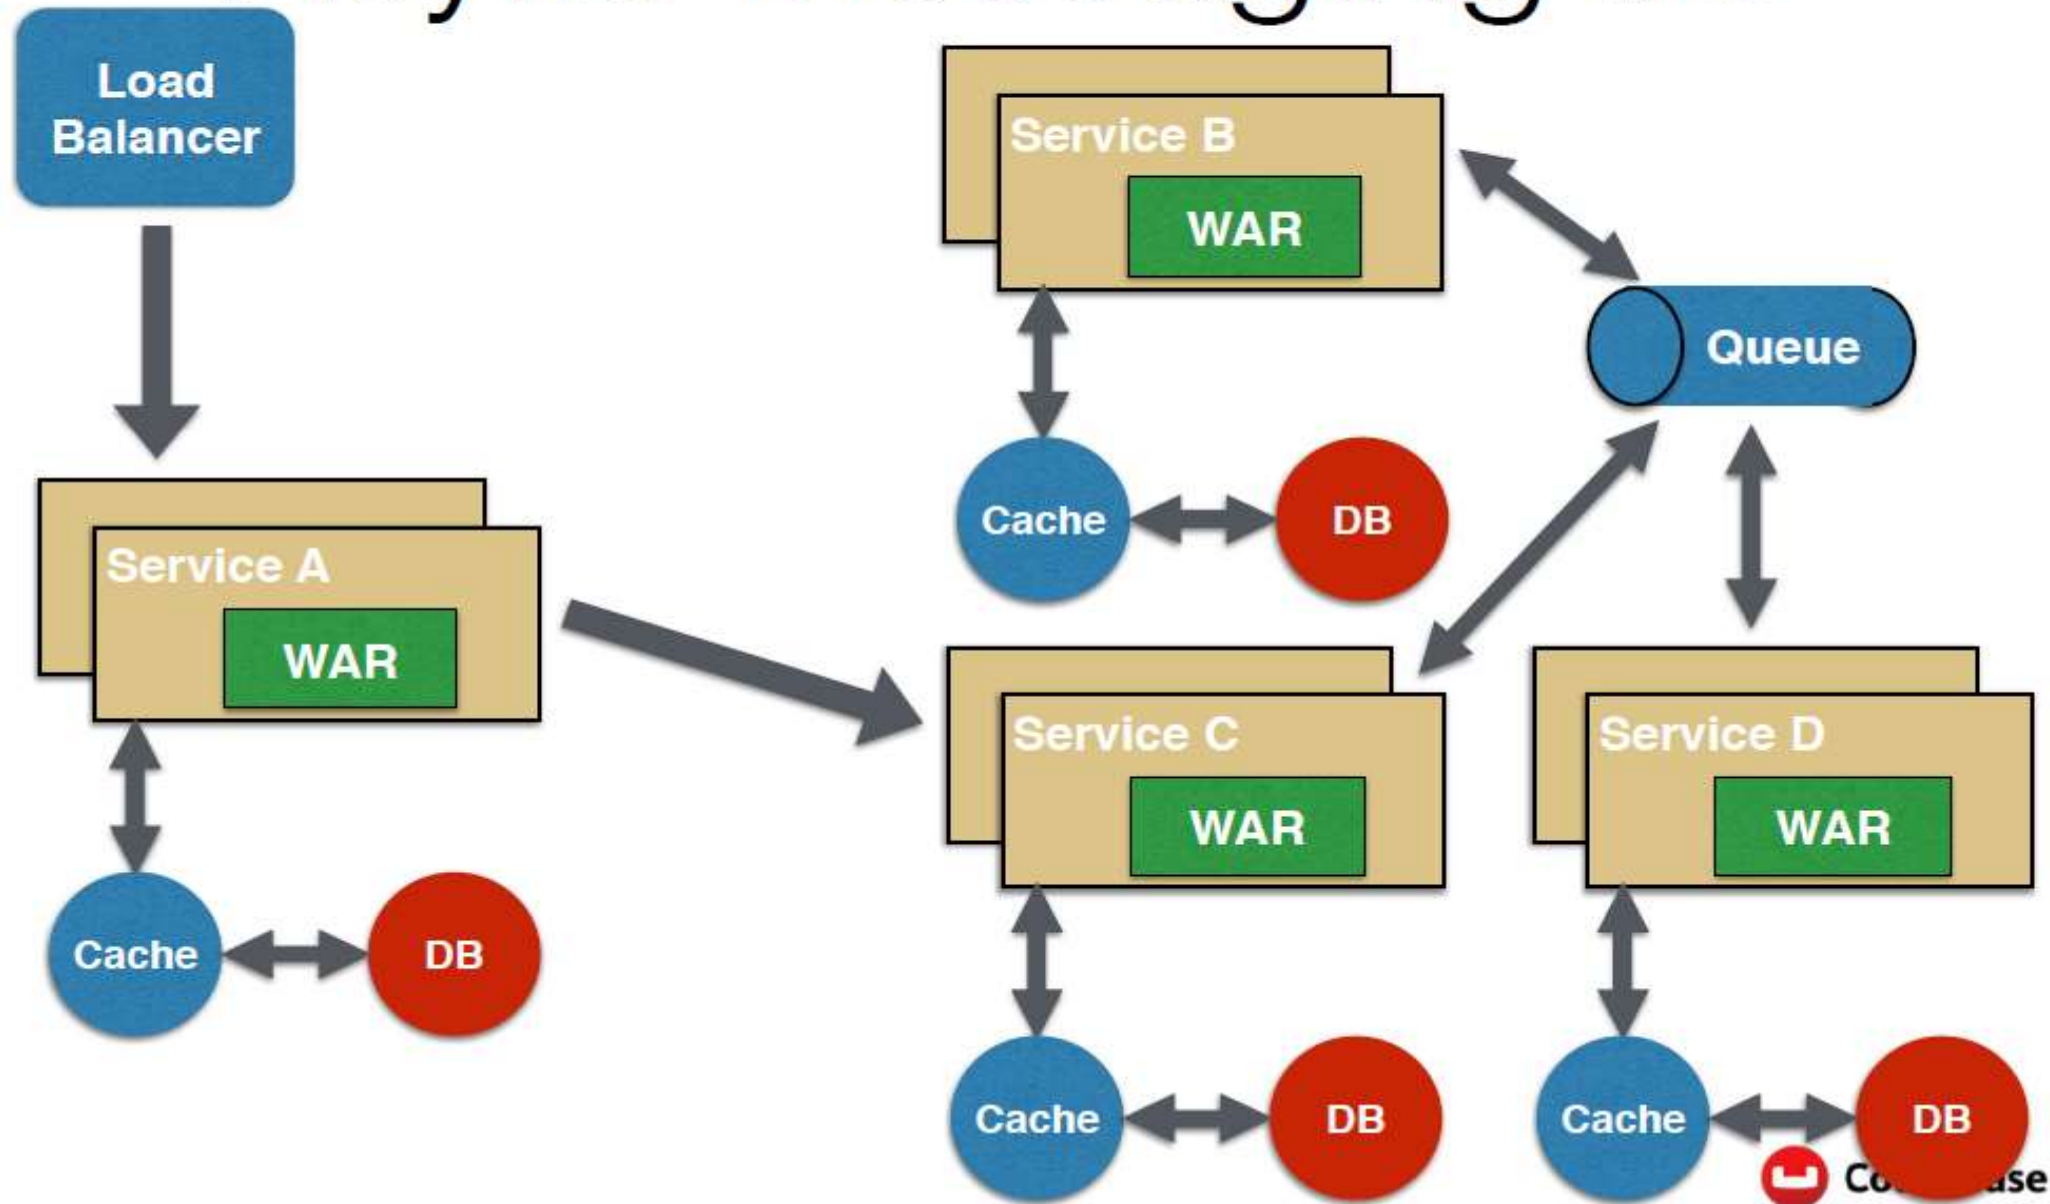 Load
Balancer
Service B
WAR
Queue
Cache
DB
Service A
WAR
Service C
WAR
Service D
WAR
Cache
DB
Cache
DB
Cache
DB